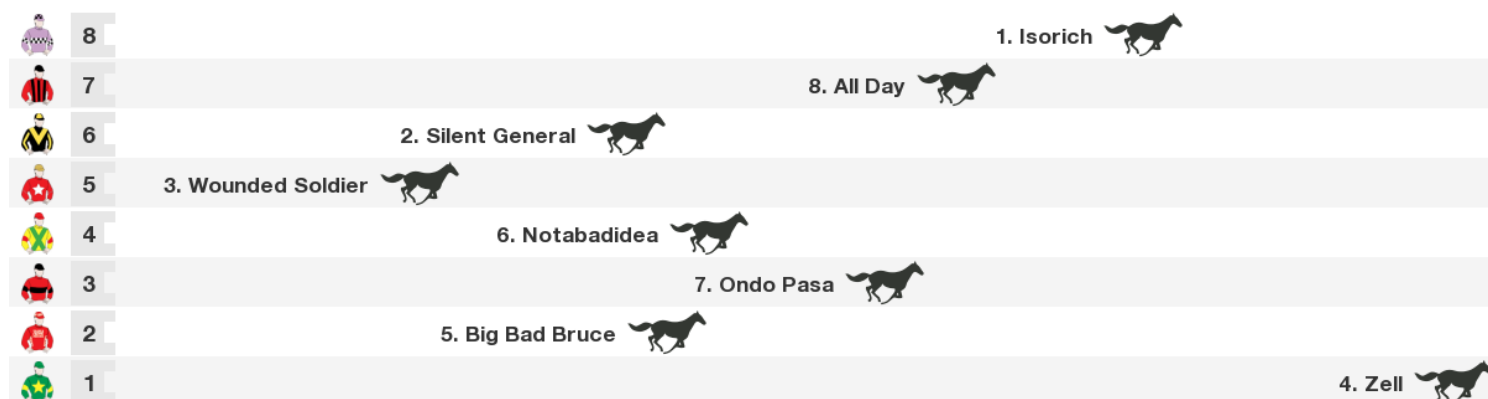 8 1. Isorich
7 8. All Day
6 2. Silent General
5 3. Wounded Soldier
4 6. Notabadidea
3 7. Ondo Pasa
2 5. Big Bad Bruce
1 4. Zell